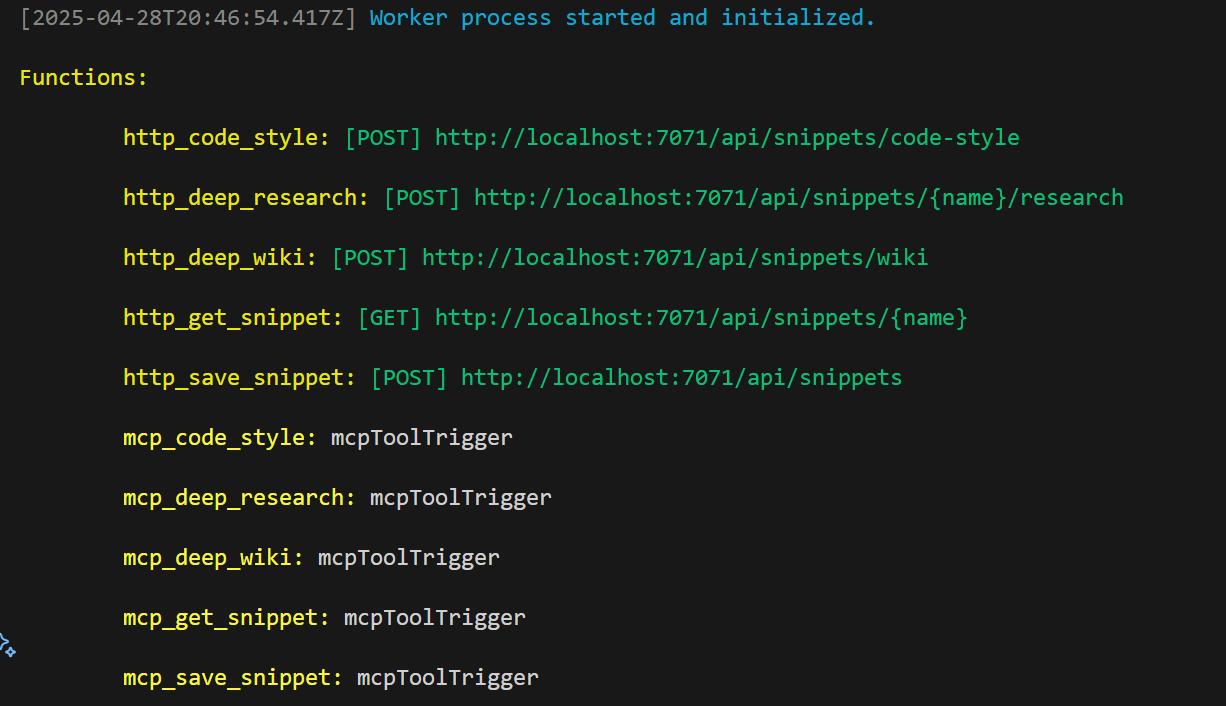 [2025-04-28T20:46:54.417Z] Worker process started and initialized.
Functions:
http_code_style: [POST] http://localhost:7071/api/snippets/code-style
http_deep_research: [POST] http://localhost:7071/api/snippets/{name}/research
http_deep_wiki: [POST] http://localhost:7071/api/snippets/wiki
http_get_snippet: [GET] http://localhost:7071/api/snippets/{name}
http_save_snippet: [POST] http://localhost:7071/api/snippets
mcp_code_style: mcpToolTrigger
mcp_deep_research: mcpToolTrigger
mcp_deep_wiki: mcpToolTrigger
mcp_get_snippet: mcpToolTrigger
mcp_save_snippet: mcpToolTrigger